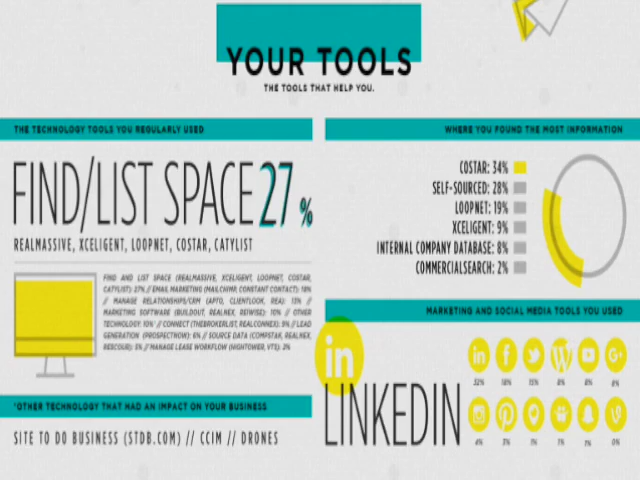 YOUR TOOLS
THE TOOLS THAT HELP YOU.
THE TECHNOLOGY TOOLS YOU REGULARLY USED
FIND/LIST SPACE 27 %
REALMASSIVE, XCELIGENT, LOOPNET, COSTAR, CATYLIST
FIND AND LIST SPACE (REALMASSIVE, XCELIGENT, LOOPNET, COSTAR,
CATYLIST): 27% // EMAIL MARKETING (MAILCHIMP, CONSTANT CONTACT): 18%
// MANAGE RELATIONSHIPS/CRM (APTO, CLIENTLOOK, REA): 13% //
MARKETING SOFTWARE (BUILDOUT, REALNEX, REIWISE): 10% // OTHER
TECHNOLOGY: 10%* // CONNECT (THEBROKERLIST, REALCONNEX): 9% // LEAD
GENERATION (PROSPECTNOW): 6% // SOURCE DATA (COMPSTAK, REALNEX,
RESCOUR): 5% // MANAGE LEASE WORKFLOW (HIGHTOWER, VTS): 2%
*OTHER TECHNOLOGY THAT HAD AN IMPACT ON YOUR BUSINESS
SITE TO DO BUSINESS (STDB.COM) // CCIM // DRONES
WHERE YOU FOUND THE MOST INFORMATION
COSTAR: 34%
SELF-SOURCED: 28%
LOOPNET: 19%
XCELIGENT: 9%
INTERNAL COMPANY DATABASE: 8%
COMMERCIALSEARCH: 2%
MARKETING AND SOCIAL MEDIA TOOLS YOU USED
in
LINKEDIN
32% 18% 15% 8% 8% 8%
4% 3% 1% 1% 1% 0%